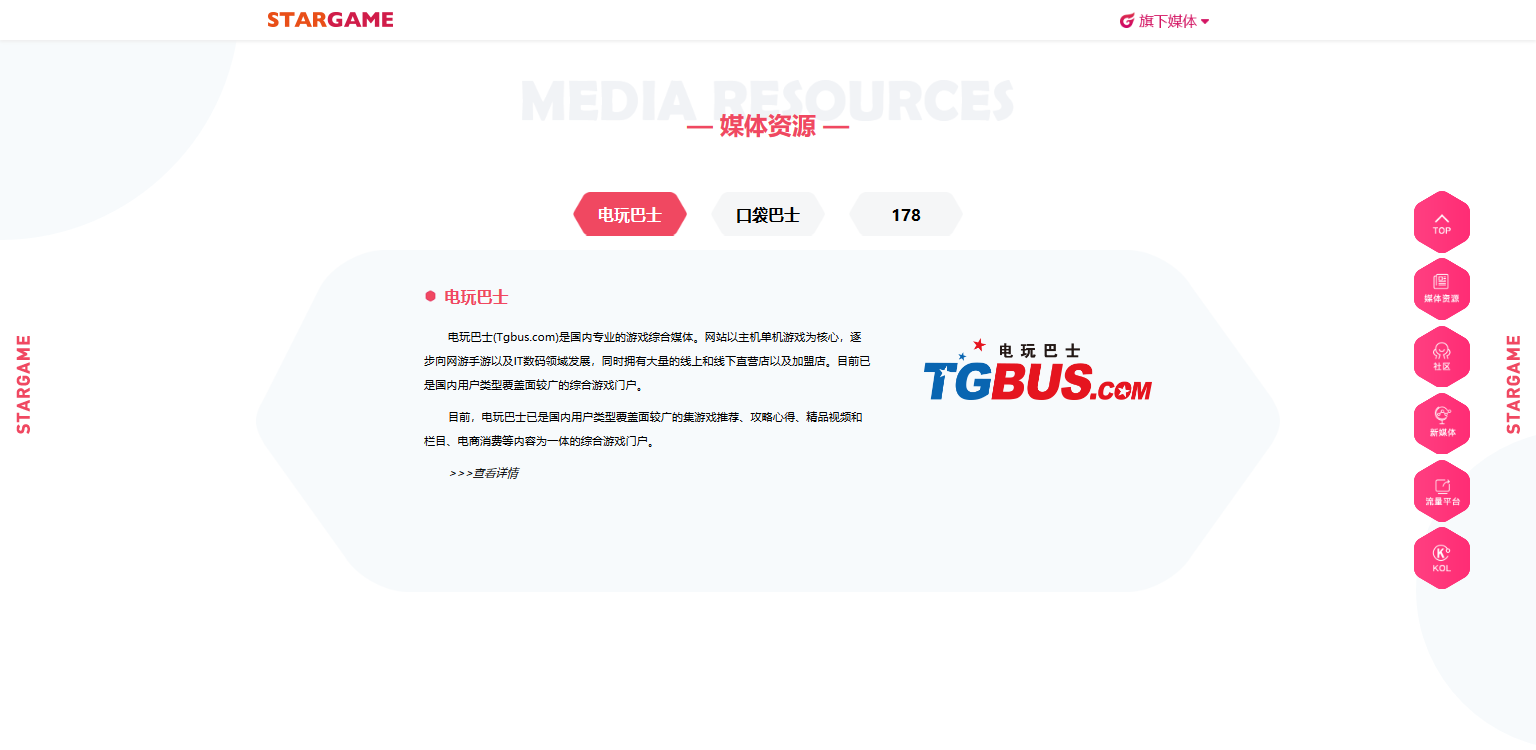 STARGAME
旗下媒体
MEDIA RESOURCES
— 媒体资源 —
电玩巴士
口袋巴士
178
电玩巴士
电玩巴士(Tgbus.com)是国内专业的游戏综合媒体。网站以主机单机游戏为核心，逐
步向网游手游以及IT数码领域发展，同时拥有大量的线上和线下直营店以及加盟店。目前已
是国内用户类型覆盖面较广的综合游戏门户。
目前，电玩巴士已是国内用户类型覆盖面较广的集游戏推荐、攻略心得、精品视频和
栏目、电商消费等内容为一体的综合游戏门户。
>>>查看详情
电玩巴士
TGBUS.COM
TOP
媒体资源
社区
新媒体
流量平台
K
KOL
STARGAME
STARGAME